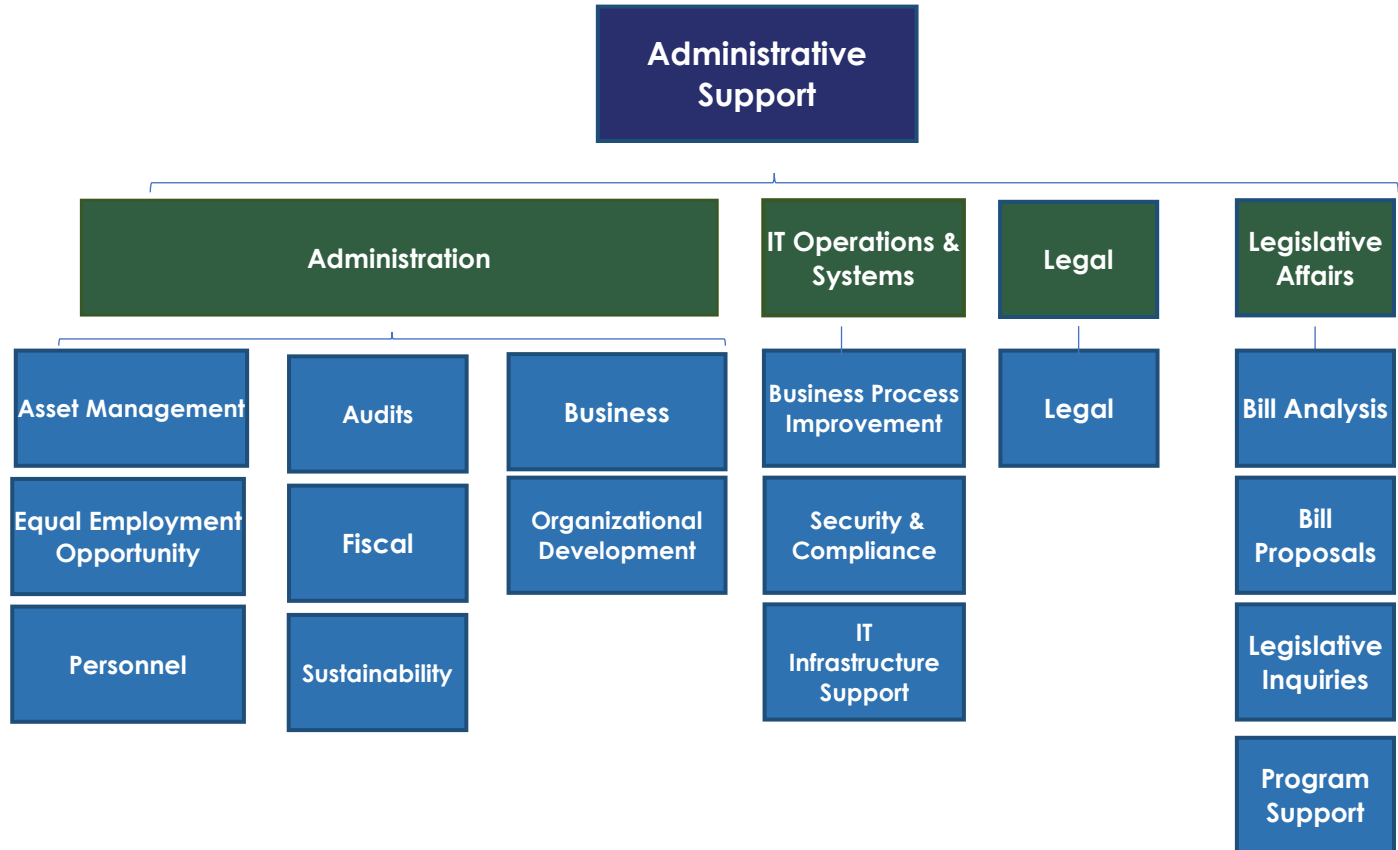 Administrative
Support
Administration
IT Operations &
Systems
Legal
Legislative
Affairs
Asset Management
Audits
Business
Business Process
Improvement
Legal
Bill Analysis
Equal Employment
Opportunity
Fiscal
Organizational
Development
Security &
Compliance
Bill
Proposals
Personnel
Sustainability
IT
Infrastructure
Support
Legislative
Inquiries
Program
Support